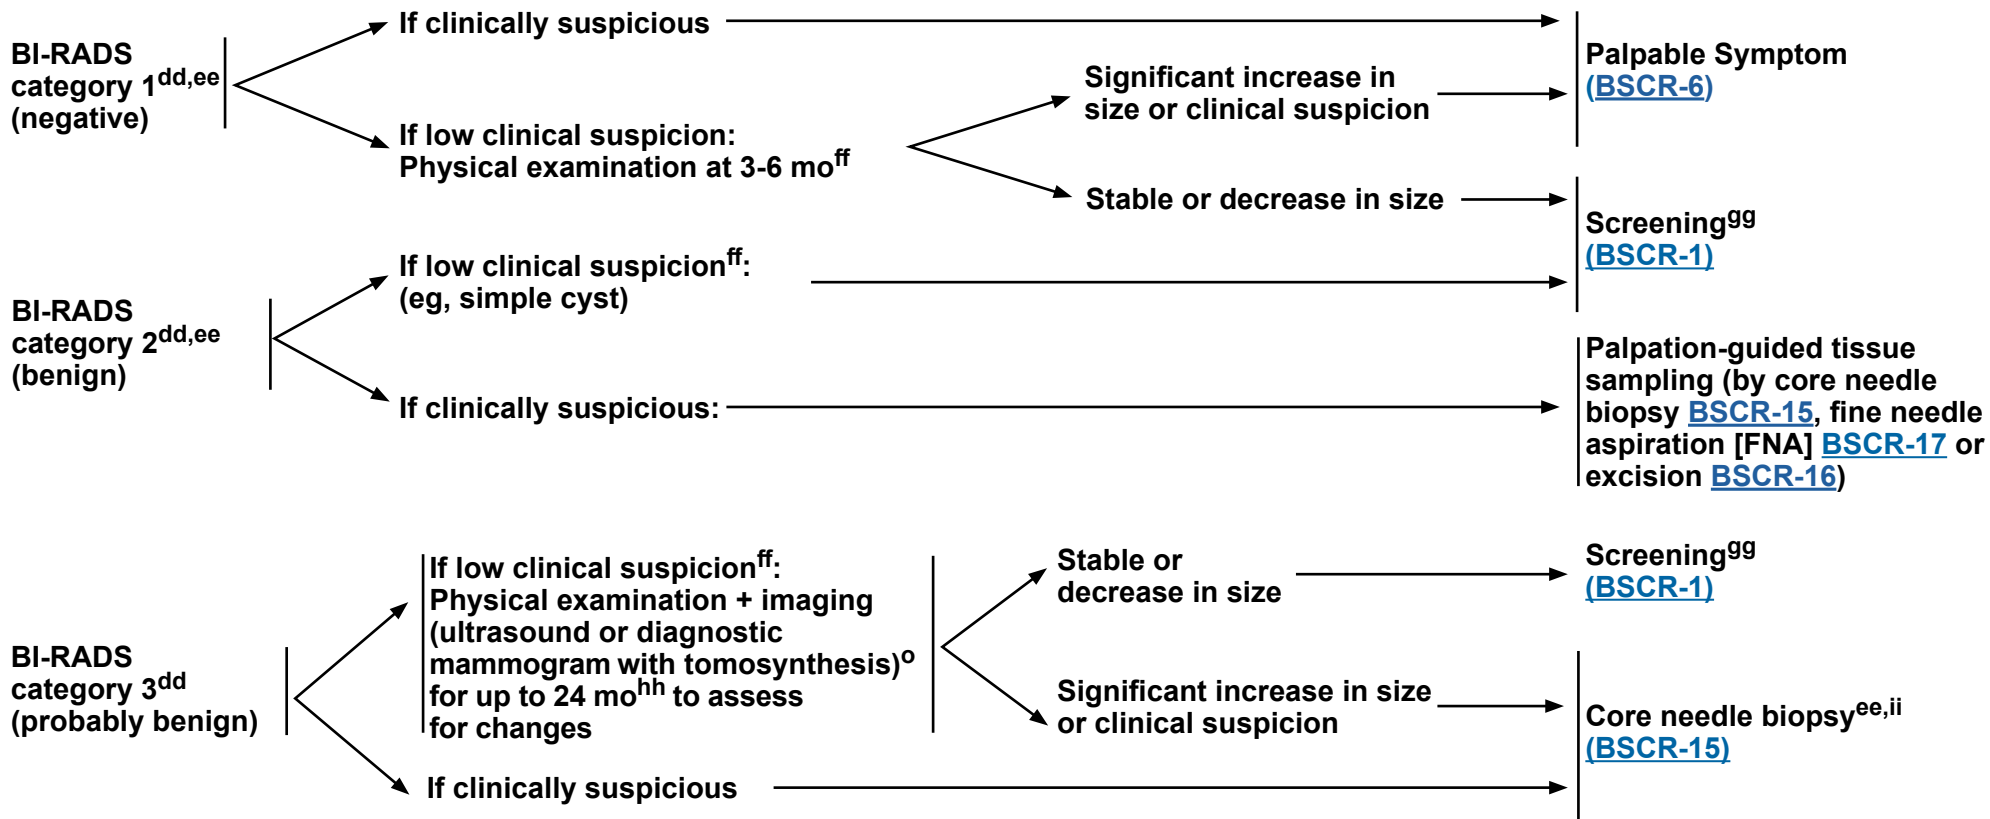 BI-RADS
category 1dd,ee
(negative)
If clinically suspicious
If low clinical suspicion:
Physical examination at 3-6 moff
Significant increase in
size or clinical suspicion
Stable or decrease in size
Palpable Symptom
(BSCR-6)
Screeninggg
(BSCR-1)
BI-RADS
category 2dd,ee
(benign)
If low clinical suspicionff:
(eg, simple cyst)
If clinically suspicious:
Palpation-guided tissue
sampling (by core needle
biopsy BSCR-15, fine needle
aspiration [FNA] BSCR-17 or
excision BSCR-16)
BI-RADS
category 3dd
(probably benign)
If low clinical suspicionff:
Physical examination + imaging
(ultrasound or diagnostic
mammogram with tomosynthesis)o
for up to 24 mohh to assess
for changes
If clinically suspicious
Stable or
decrease in size
Significant increase in size
or clinical suspicion
Screeninggg
(BSCR-1)
Core needle biopsyee,ii
(BSCR-15)